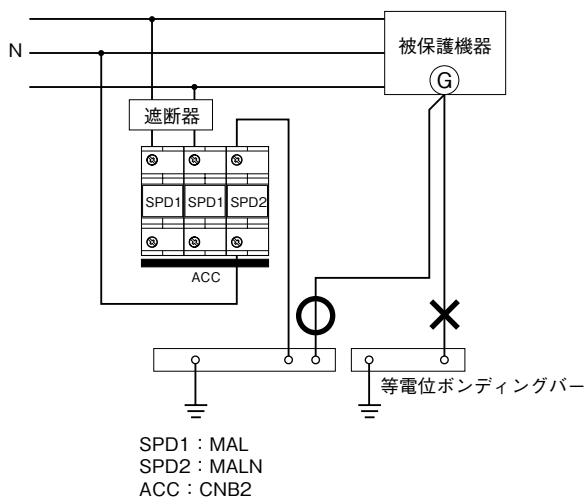 N
被保護機器
G
遮断器
SPD1 SPD1 SPD2
ACC
等電位ボンディングバー
SPD1：MAL
SPD2：MALN
ACC：CNB2